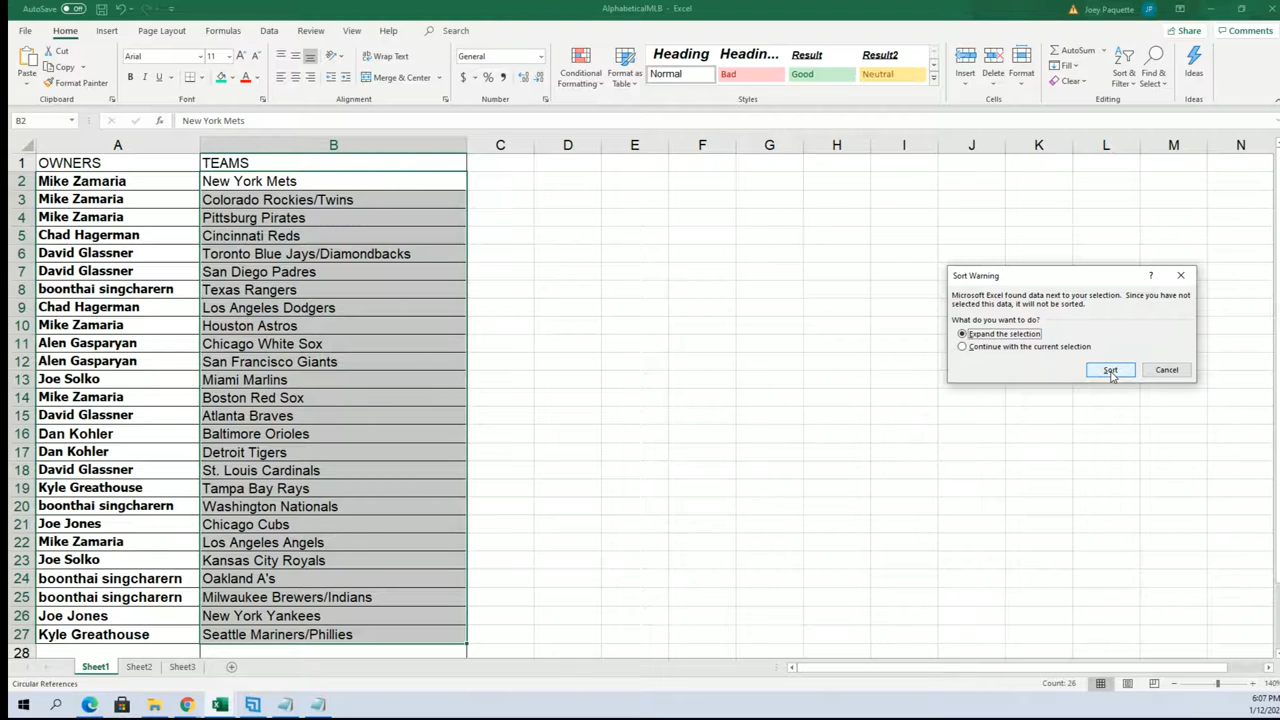 AutoSave Off AlphabeticalMLB - Excel Joey Paquette JP
File Home Insert Page Layout Formulas Data Review View Help Search Share Comments
Cut
Copy
Format Painter
Paste
Clipboard
Arial 11
B I U
Font
Wrap Text
Merge & Center
Alignment
General
$ % ,
Number
Conditional Formatting
Format as Table
Heading Headin... Result Result2
Normal Bad Good Neutral
Styles
Insert Delete Format
Cells
AutoSum
Fill
Clear
Sort & Filter
Find & Select
Editing
Ideas
Ideas
B2 fx New York Mets
A B C D E F G H I J K L M N
1 OWNERS TEAMS
2 Mike Zamaria New York Mets
3 Mike Zamaria Colorado Rockies/Twins
4 Mike Zamaria Pittsburg Pirates
5 Chad Hagerman Cincinnati Reds
6 David Glassner Toronto Blue Jays/Diamondbacks
7 David Glassner San Diego Padres
8 boonthai singcharern Texas Rangers
9 Chad Hagerman Los Angeles Dodgers
10 Mike Zamaria Houston Astros
11 Alen Gasparyan Chicago White Sox
12 Alen Gasparyan San Francisco Giants
13 Joe Solko Miami Marlins
14 Mike Zamaria Boston Red Sox
15 David Glassner Atlanta Braves
16 Dan Kohler Baltimore Orioles
17 Dan Kohler Detroit Tigers
18 David Glassner St. Louis Cardinals
19 Kyle Greathouse Tampa Bay Rays
20 boonthai singcharern Washington Nationals
21 Joe Jones Chicago Cubs
22 Mike Zamaria Los Angeles Angels
23 Joe Solko Kansas City Royals
24 boonthai singcharern Oakland A's
25 boonthai singcharern Milwaukee Brewers/Indians
26 Joe Jones New York Yankees
27 Kyle Greathouse Seattle Mariners/Phillies
28
Sort Warning ?
Microsoft Excel found data next to your selection. Since you have not
selected this data, it will not be sorted.
What do you want to do?
Expand the selection
Continue with the current selection
Sort Cancel
Sheet1 Sheet2 Sheet3
Circular References Count: 26 140%
6:07 PM
1/12/202